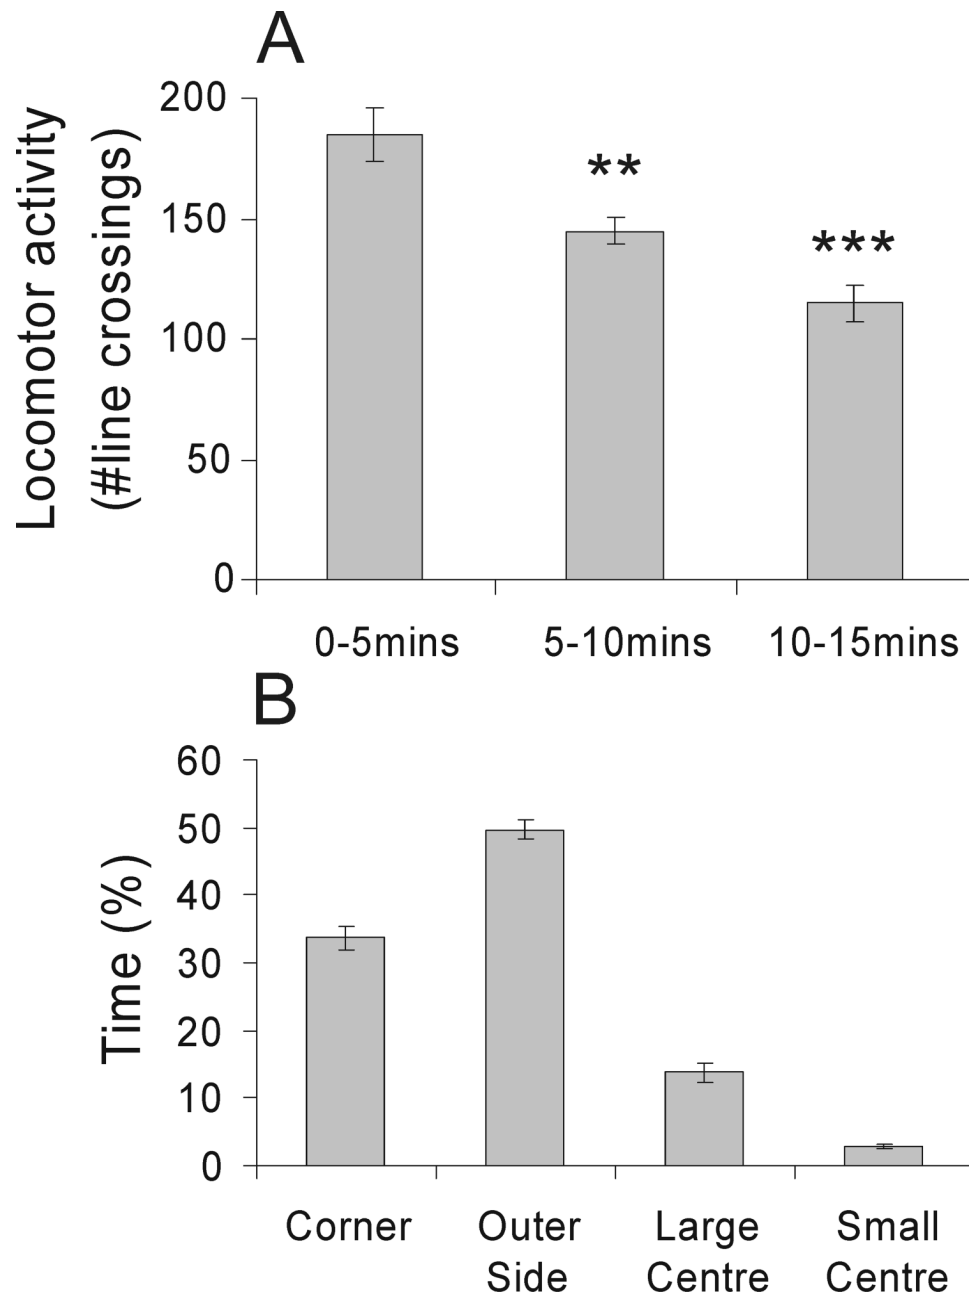 A
Locomotor activity
(#line crossings)
200
150
100
50
0
**
***
0-5mins 5-10mins 10-15mins
B
Time (%)
60
50
40
30
20
10
0
Corner Outer Large Small
Side Centre Centre